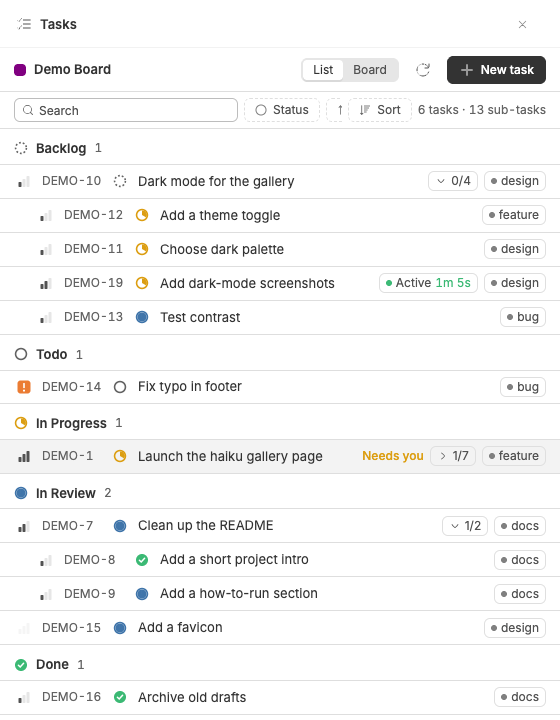 Tasks
Demo Board List Board New task
Search Status ↑ Sort 6 tasks · 13 sub-tasks
Backlog 1
DEMO-10 Dark mode for the gallery 0/4 design
DEMO-12 Add a theme toggle feature
DEMO-11 Choose dark palette design
DEMO-19 Add dark-mode screenshots Active 1m 5s design
DEMO-13 Test contrast bug
Todo 1
DEMO-14 Fix typo in footer bug
In Progress 1
DEMO-1 Launch the haiku gallery page Needs you 1/7 feature
In Review 2
DEMO-7 Clean up the README 1/2 docs
DEMO-8 Add a short project intro docs
DEMO-9 Add a how-to-run section docs
DEMO-15 Add a favicon design
Done 1
DEMO-16 Archive old drafts docs